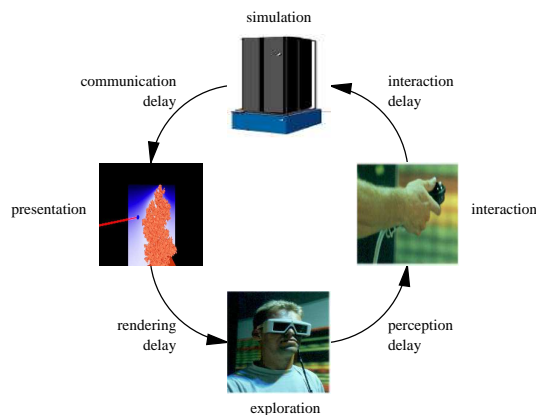 simulation
communication
delay
interaction
delay
presentation
interaction
rendering
delay
perception
delay
exploration